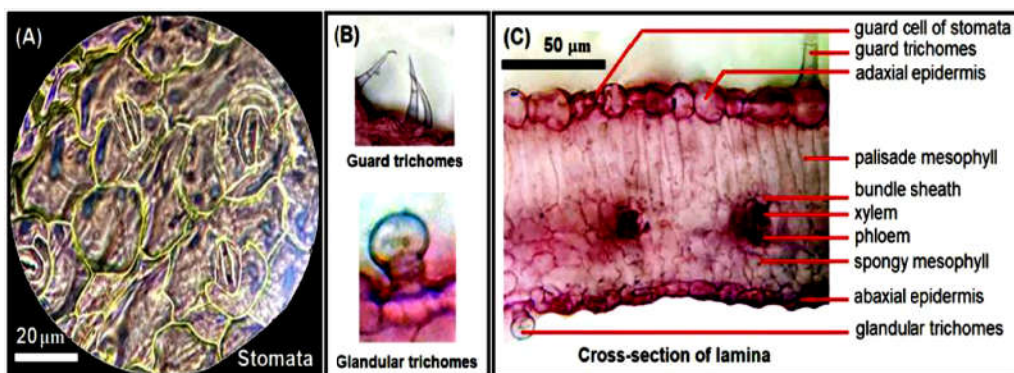 (A)
20 μm
Stomata
(B)
Guard trichomes
Glandular trichomes
(C)
50 μm
guard cell of stomata
guard trichomes
adaxial epidermis
palisade mesophyll
bundle sheath
xylem
phloem
spongy mesophyll
abaxial epidermis
glandular trichomes
Cross-section of lamina